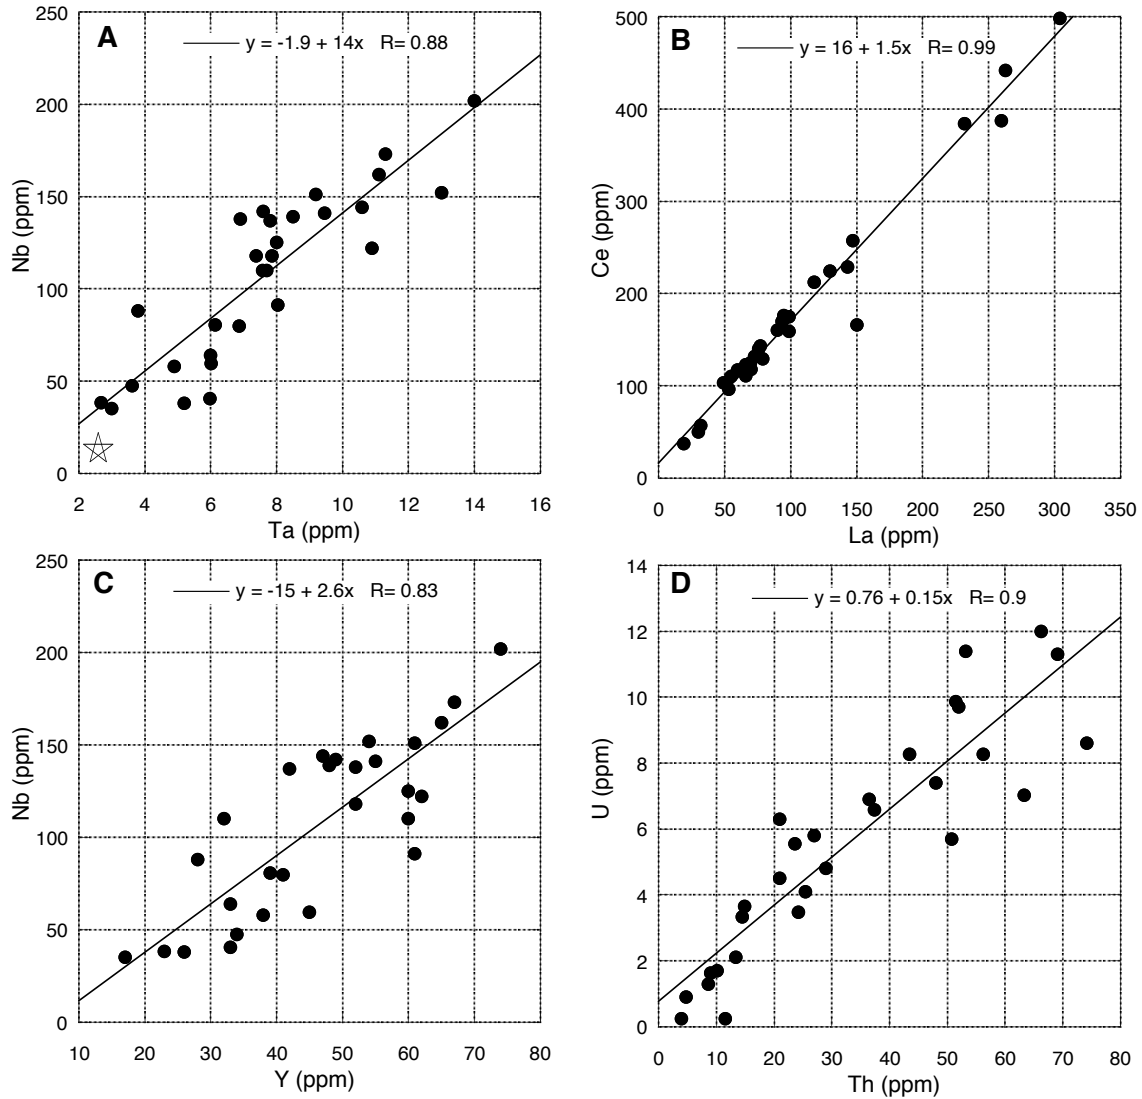 A
y = -1.9 + 14x R= 0.88
250
200
150
100
50
0
Nb (ppm)
2 4 6 8 10 12 14 16
Ta (ppm)
B
y = 16 + 1.5x R= 0.99
500
400
300
200
100
0
Ce (ppm)
0 50 100 150 200 250 300 350
La (ppm)
C
y = -15 + 2.6x R= 0.83
250
200
150
100
50
0
Nb (ppm)
10 20 30 40 50 60 70 80
Y (ppm)
D
y = 0.76 + 0.15x R= 0.9
14
12
10
8
6
4
2
0
U (ppm)
0 10 20 30 40 50 60 70 80
Th (ppm)